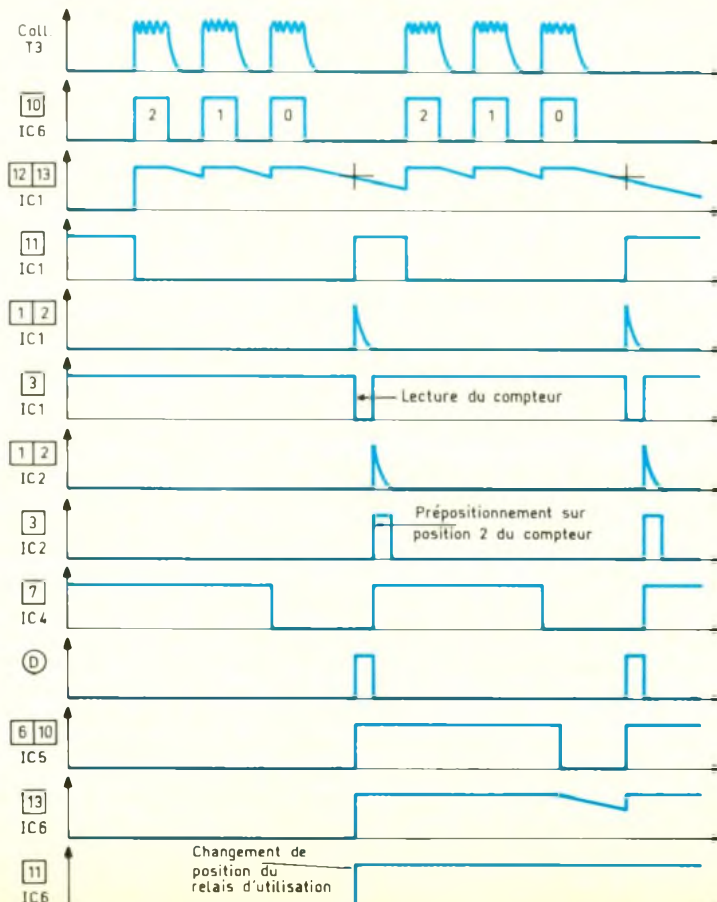 Coll.
T3
10
IC6
2 1 0 2 1 0
12 13
IC1
11
IC1
1 2
IC1
3
IC1
Lecture du compteur
1 2
IC2
3
IC2
Prépositionnement sur
position 2 du compteur
7
IC4
D
6 10
IC5
13
IC6
11
IC6
Changement de
position du
relais d'utilisation